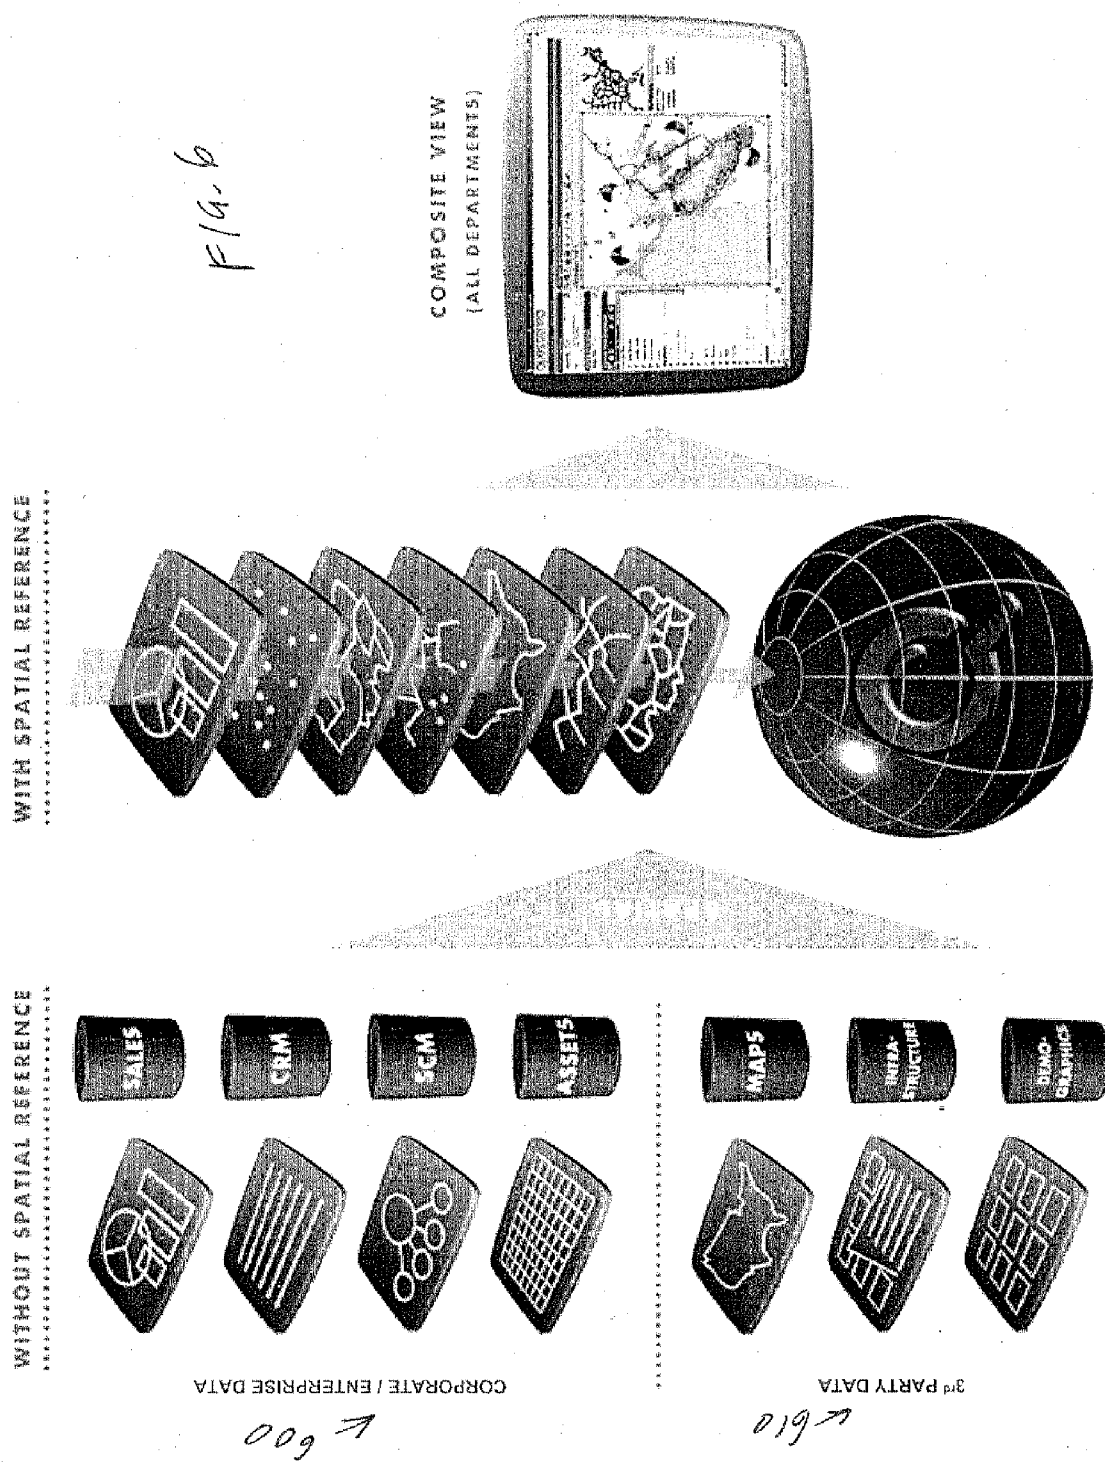 FIG. 6
WITHOUT SPATIAL REFERENCE
WITH SPATIAL REFERENCE
COMPOSITE VIEW
(ALL DEPARTMENTS)
600
CORPORATE / ENTERPRISE DATA
SALES
CRM
SCM
ASSETS
610
3rd PARTY DATA
MAPS
INFRA-
STRUCTURE
DEMO-
GRAPHICS